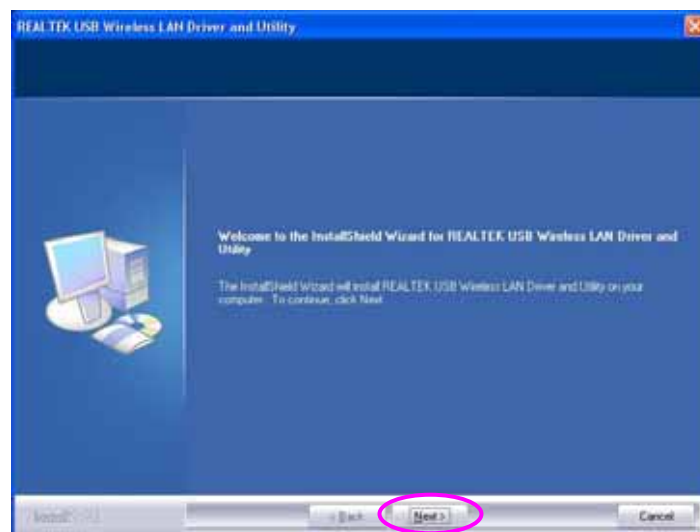 REALTEK USB Wireless LAN Driver and Utility
Welcome to the InstallShield Wizard for REALTEK USB Wireless LAN Driver and
Utility
The InstallShield Wizard will install REALTEK USB Wireless LAN Driver and Utility on your
computer. To continue, click Next
InstallShield
< Back
Next >
Cancel